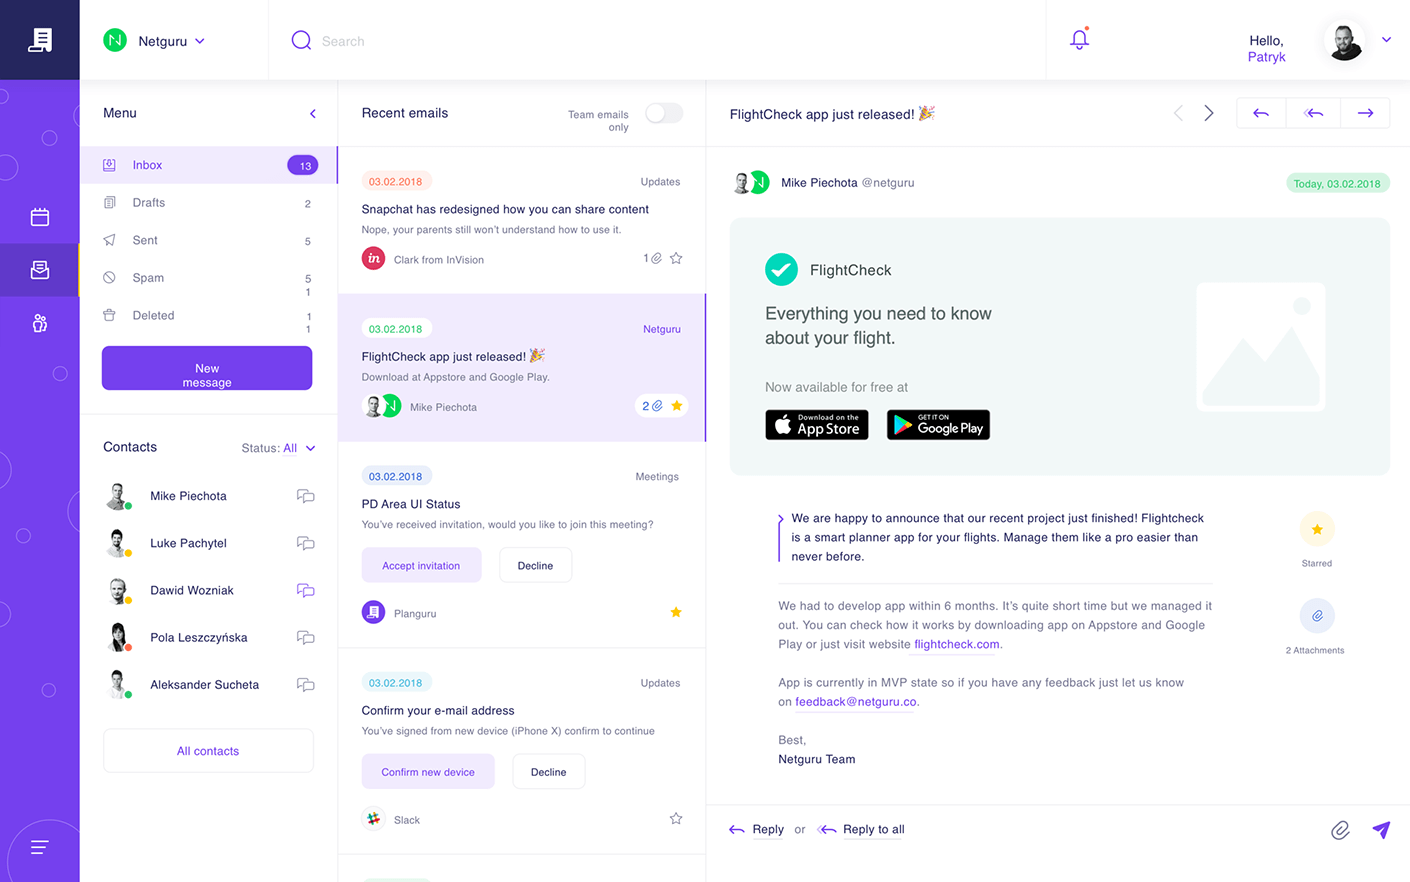 Netguru
Search
Hello,
Patryk
Menu
Inbox
13
Drafts
2
Sent
5
Spam
5
1
Deleted
1
1
New
message
Contacts
Status: All
Mike Piechota
Luke Pachytel
Dawid Wozniak
Pola Leszczyńska
Aleksander Sucheta
All contacts
Recent emails
Team emails
only
03.02.2018
Updates
Snapchat has redesigned how you can share content
Nope, your parents still won't understand how to use it.
in
Clark from InVision
1
03.02.2018
Netguru
FlightCheck app just released! 🎉
Download at Appstore and Google Play.
Mike Piechota
2
03.02.2018
Meetings
PD Area UI Status
You've received invitation, would you like to join this meeting?
Accept invitation
Decline
Planguru
03.02.2018
Updates
Confirm your e-mail address
You've signed from new device (iPhone X) confirm to continue
Confirm new device
Decline
Slack
FlightCheck app just released! 🎉
Mike Piechota @netguru
Today, 03.02.2018
FlightCheck
Everything you need to know
about your flight.
Now available for free at
Download on the
App Store
GET IT ON
Google Play
We are happy to announce that our recent project just finished! Flightcheck
is a smart planner app for your flights. Manage them like a pro easier than
never before.
Starred
We had to develop app within 6 months. It's quite short time but we managed it
out. You can check how it works by downloading app on Appstore and Google
Play or just visit website flightcheck.com.
2 Attachments
App is currently in MVP state so if you have any feedback just let us know
on feedback@netguru.co.
Best,
Netguru Team
Reply or Reply to all